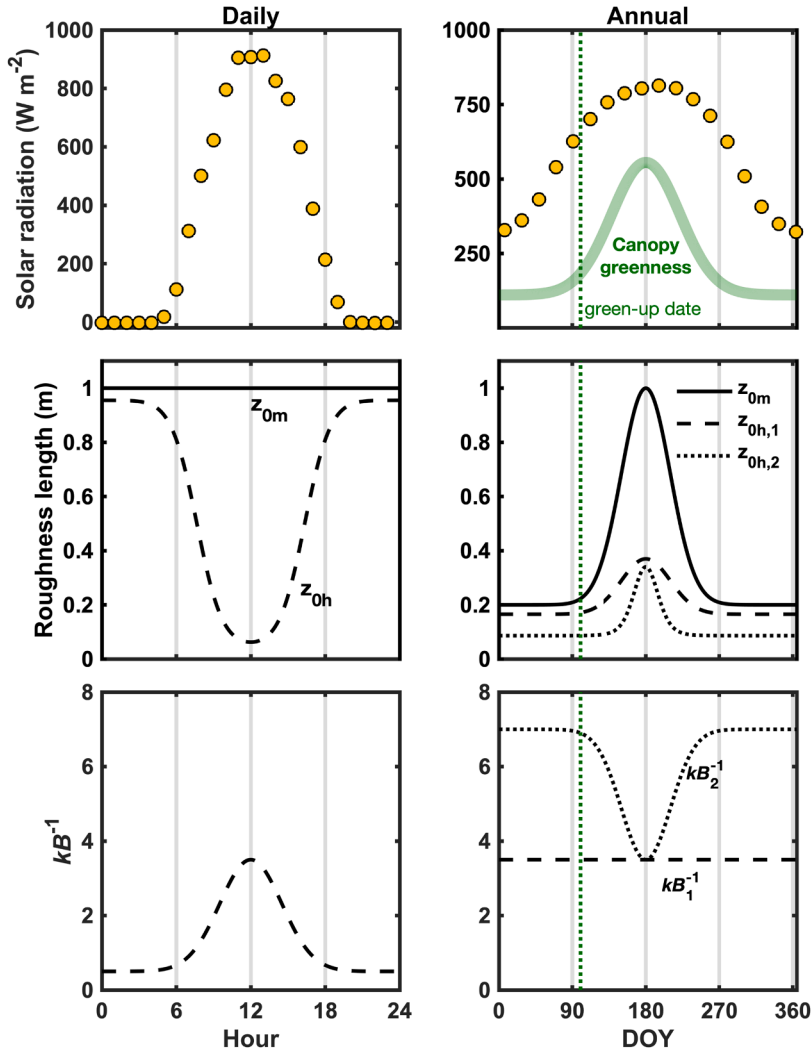 Daily
Annual
Solar radiation (W m⁻²)
1000
800
600
400
200
0
1000
750
500
250
Canopy
greenness
green-up date
Roughness length (m)
1
0.8
0.6
0.4
0.2
0
z₀ₘ
z₀ₕ
1
0.8
0.6
0.4
0.2
0
z₀ₘ
z₀ₕ,₁
z₀ₕ,₂
kB⁻¹
8
6
4
2
0
0 6 12 18 24
Hour
8
6
4
2
0
kB₂⁻¹
kB₁⁻¹
0 90 180 270 360
DOY